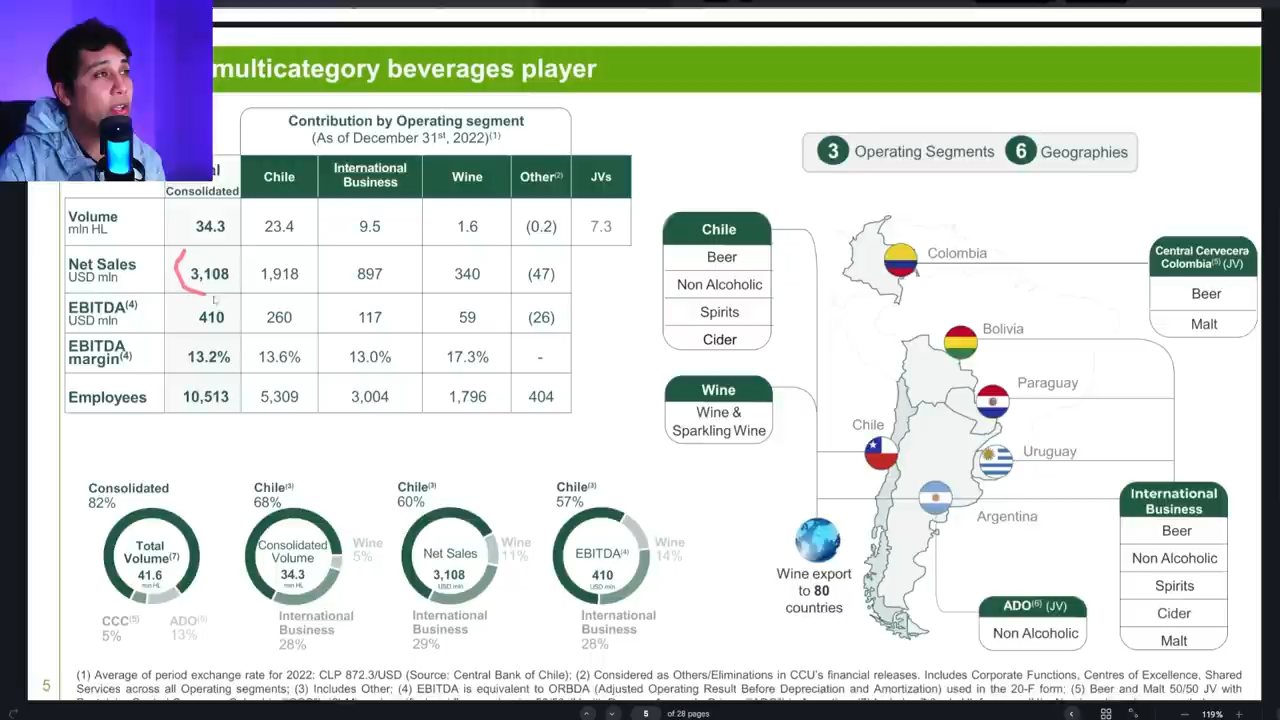 multicategory beverages player
Contribution by Operating segment
(As of December 31st, 2022)(1)
Consolidated
Chile
International Business
Wine
Other(2)
JVs
Volume mln HL 34.3 23.4 9.5 1.6 (0.2) 7.3
Net Sales USD mln 3,108 1,918 897 340 (47)
EBITDA(4) USD mln 410 260 117 59 (26)
EBITDA margin(4) 13.2% 13.6% 13.0% 17.3% -
Employees 10,513 5,309 3,004 1,796 404
3 Operating Segments 6 Geographies
Chile
Beer
Non Alcoholic
Spirits
Cider
Wine
Wine &
Sparkling Wine
Colombia
Bolivia
Paraguay
Chile
Uruguay
Argentina
Central Cervecera
Colombia(5) (JV)
Beer
Malt
Wine export
to 80
countries
ADO(6) (JV)
Non Alcoholic
International
Business
Beer
Non Alcoholic
Spirits
Cider
Malt
Consolidated
82%
Total
Volume(7)
41.6
mln HL
CCC(5)
5%
ADO(6)
13%
Chile(3)
68%
Consolidated
Volume
34.3
mln HL
Wine
5%
International
Business
28%
Chile(3)
60%
Net Sales
3,108
USD mln
Wine
11%
International
Business
29%
Chile(3)
57%
EBITDA(4)
410
USD mln
Wine
14%
International
Business
28%
(1) Average of period exchange rate for 2022: CLP 872.3/USD (Source: Central Bank of Chile); (2) Considered as Others/Eliminations in CCU's financial releases. Includes Corporate Functions, Centres of Excellence, Shared
Services across all Operating segments; (3) Includes Other; (4) EBITDA is equivalent to ORBDA (Adjusted Operating Result Before Depreciation and Amortization) used in the 20-F form; (5) Beer and Malt 50/50 JV with
5
5 of 28 pages
119%